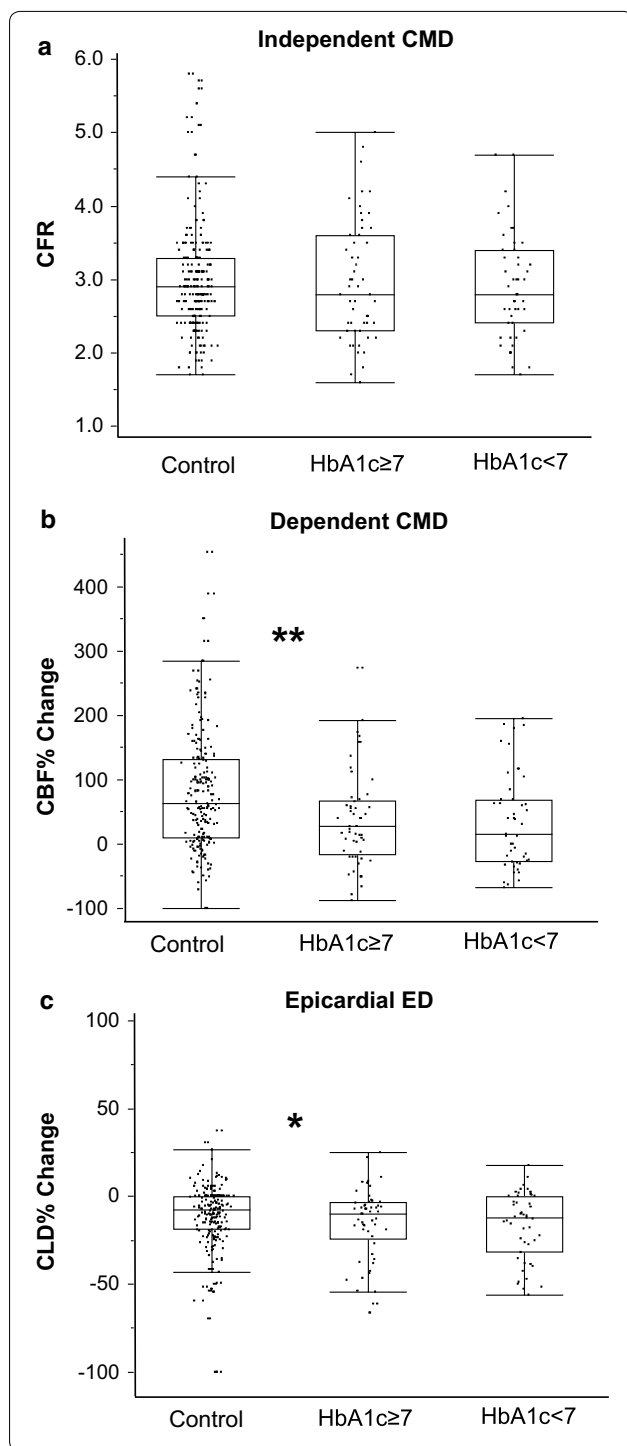 a
Independent CMD
6.0
5.0
4.0
3.0
2.0
1.0
CFR
Control HbA1c≥7 HbA1c<7
b
Dependent CMD
400
300
200
100
0
-100
CBF% Change
**
Control HbA1c≥7 HbA1c<7
c
Epicardial ED
100
50
0
-50
-100
CLD% Change
*
Control HbA1c≥7 HbA1c<7